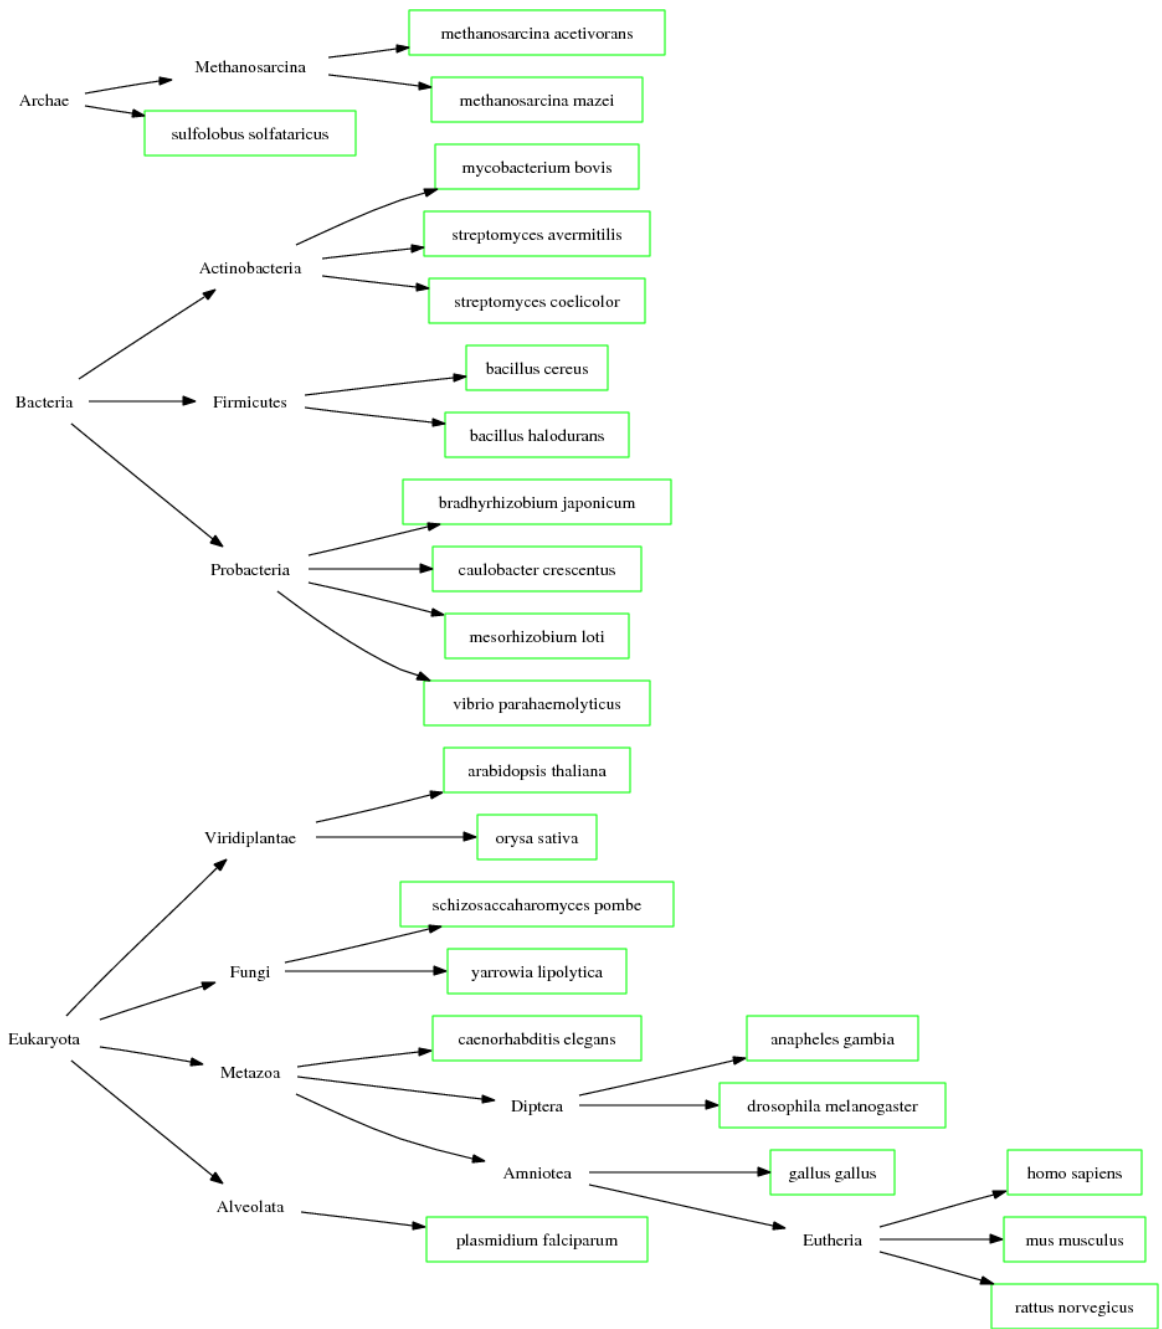 methanosarcina acetivorans
Methanosarcina
methanosarcina mazei
Archae
sulfolobus solfataricus
mycobacterium bovis
streptomyces avermitilis
Actinobacteria
streptomyces coelicolor
bacillus cereus
Bacteria
Firmicutes
bacillus halodurans
bradhyrhizobium japonicum
Probacteria
caulobacter crescentus
mesorhizobium loti
vibrio parahaemolyticus
arabidopsis thaliana
Viridiplantae
orysa sativa
schizosaccaharomyces pombe
Fungi
yarrowia lipolytica
Eukaryota
caenorhabditis elegans
anapheles gambia
Metazoa
Diptera
drosophila melanogaster
Amniotea
gallus gallus
homo sapiens
Alveolata
plasmidium falciparum
Eutheria
mus musculus
rattus norvegicus